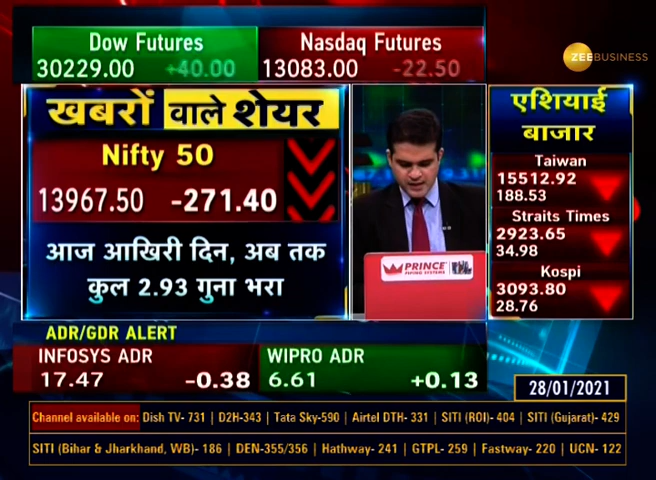 Dow Futures
30229.00 +40.00
Nasdaq Futures
13083.00 -22.50
ZEE BUSINESS
खबरों वाले शेयर
Nifty 50
13967.50 -271.40
आज आखिरी दिन, अब तक
कुल 2.93 गुना भरा
PRINCE
PIPING SYSTEMS
एशियाई
बाजार
Taiwan
15512.92
188.53
Straits Times
2923.65
34.98
Kospi
3093.80
28.76
ADR/GDR ALERT
INFOSYS ADR
17.47 -0.38
WIPRO ADR
6.61 +0.13
28/01/2021
Channel available on: Dish TV- 731 | D2H-343 | Tata Sky-590 | Airtel DTH- 331 | SITI (ROI)- 404 | SITI (Gujarat)- 429
SITI (Bihar & Jharkhand, WB)- 186 | DEN-355/356 | Hathway- 241 | GTPL- 259 | Fastway- 220 | UCN- 122